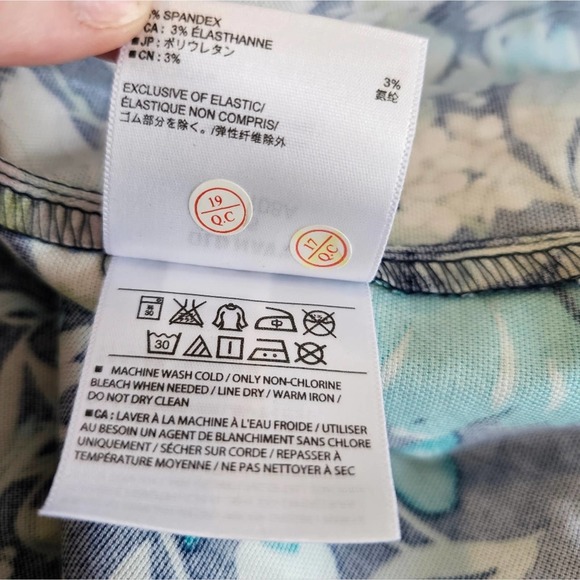 % SPANDEX
CA : 3% ÉLASTHANNE
■ JP : ポリウレタン
■ CN : 3%
3%
氨纶
EXCLUSIVE OF ELASTIC/
ÉLASTIQUE NON COMPRIS/
ゴム部分を除く。/弹性纤维除外
19
Q.C
17
Q.C
30
30
■ MACHINE WASH COLD / ONLY NON-CHLORINE
BLEACH WHEN NEEDED / LINE DRY / WARM IRON /
DO NOT DRY CLEAN
■ CA : LAVER À LA MACHINE À L'EAU FROIDE / UTILISER
AU BESOIN UN AGENT DE BLANCHIMENT SANS CHLORE
UNIQUEMENT / SÉCHER SUR CORDE / REPASSER À
TEMPÉRATURE MOYENNE / NE PAS NETTOYER À SEC